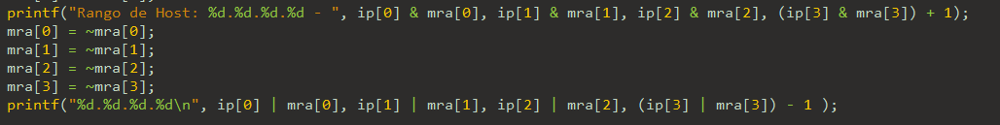 printf("Rango de Host: %d.%d.%d.%d - ", ip[0] & mra[0], ip[1] & mra[1], ip[2] & mra[2], (ip[3] & mra[3]) + 1);
mra[0] = ~mra[0];
mra[1] = ~mra[1];
mra[2] = ~mra[2];
mra[3] = ~mra[3];
printf("%d.%d.%d.%d\n", ip[0] | mra[0], ip[1] | mra[1], ip[2] | mra[2], (ip[3] | mra[3]) - 1 );